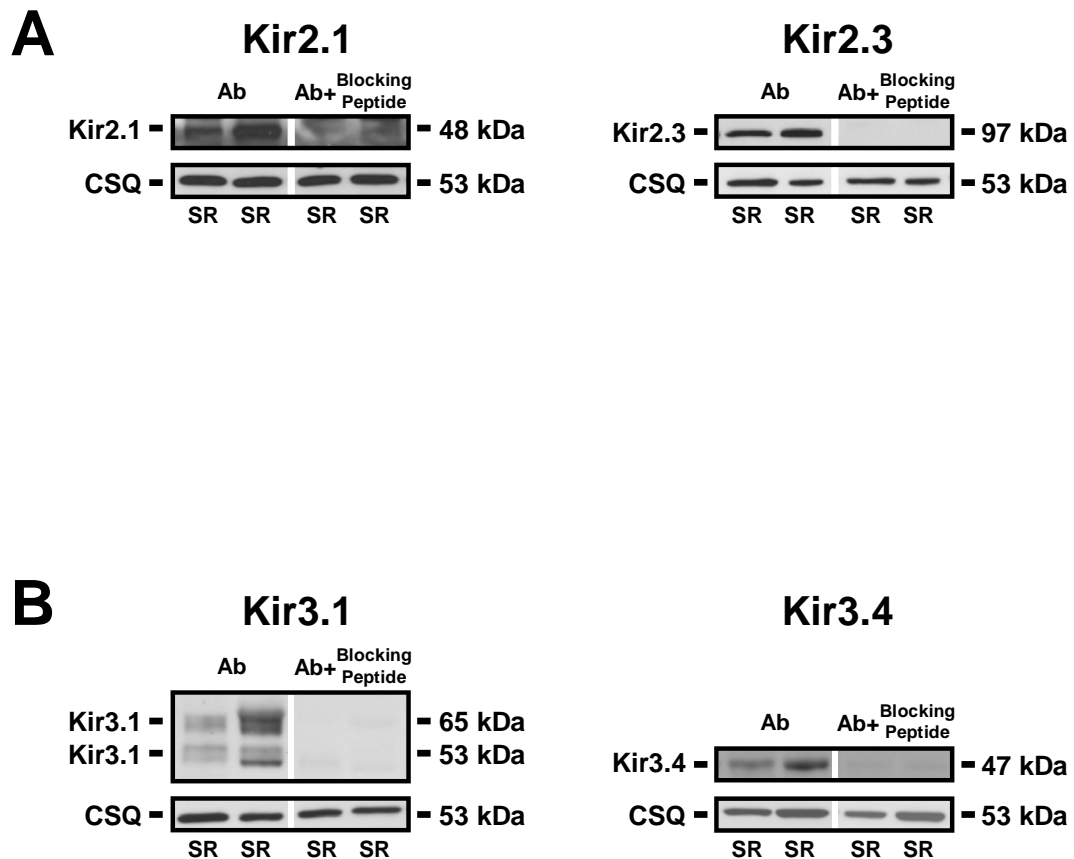 A
Kir2.1
Kir2.3
Ab Ab+ Blocking Peptide
Ab Ab+ Blocking Peptide
Kir2.1 - 48 kDa
CSQ - 53 kDa
SR SR SR SR
Kir2.3 - 97 kDa
CSQ - 53 kDa
SR SR SR SR
B
Kir3.1
Kir3.4
Ab Ab+ Blocking Peptide
Kir3.1 - 65 kDa
Kir3.1 - 53 kDa
CSQ - 53 kDa
SR SR SR SR
Ab Ab+ Blocking Peptide
Kir3.4 - 47 kDa
CSQ - 53 kDa
SR SR SR SR